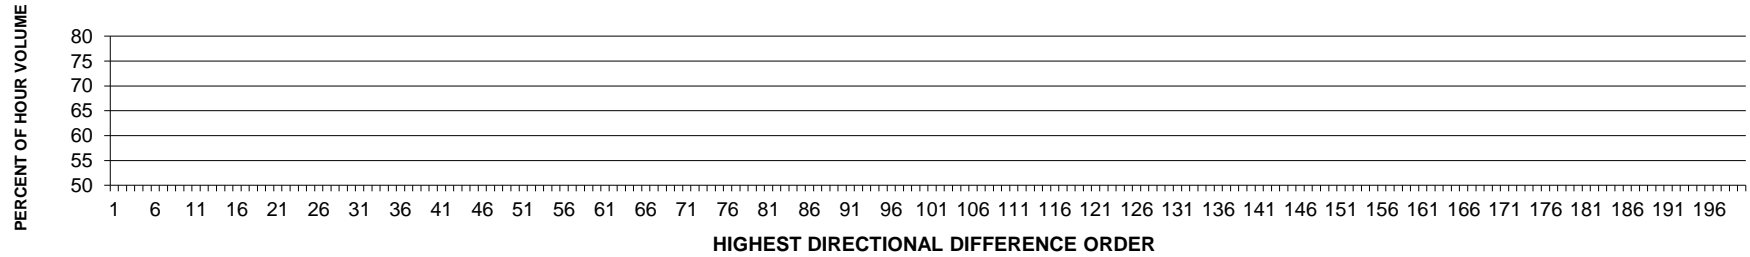 PERCENT OF HOUR VOLUME
80
75
70
65
60
55
50
1 6 11 16 21 26 31 36 41 46 51 56 61 66 71 76 81 86 91 96 101 106 111 116 121 126 131 136 141 146 151 156 161 166 171 176 181 186 191 196
HIGHEST DIRECTIONAL DIFFERENCE ORDER